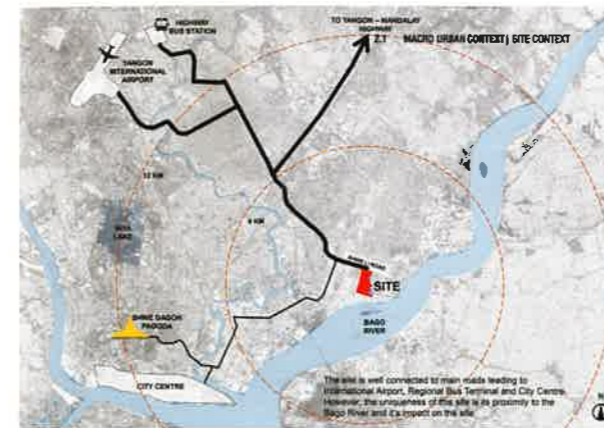 HIGHWAY
BUS STATION
TO YANGON - MANDALAY
HIGHWAY
2.1 MACRO URBAN CONTEXT | SITE CONTEXT
YANGON
INTERNATIONAL
AIRPORT
12 KM
LAKE
6 KM
SITE
SHWE DAGON
PAGODA
BAGO
RIVER
CITY CENTRE
The site is well connected to main roads leading to
International Airport, Regional Bus Terminal and City Centre.
However, the uniqueness of this site is its proximity to the
Bago River and it's impact on the site
N